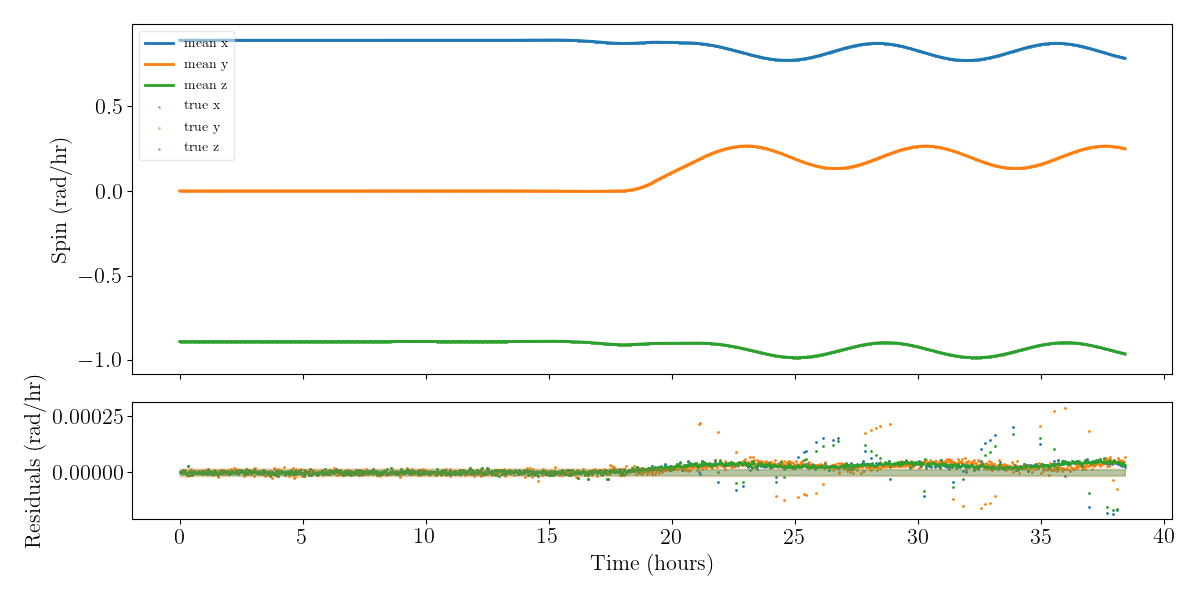 mean x
mean y
mean z
true x
true y
true z
Spin (rad/hr)
0.5
0.0
−0.5
−1.0
Residuals (rad/hr)
0.00025
0.00000
0
5
10
15
20
25
30
35
40
Time (hours)